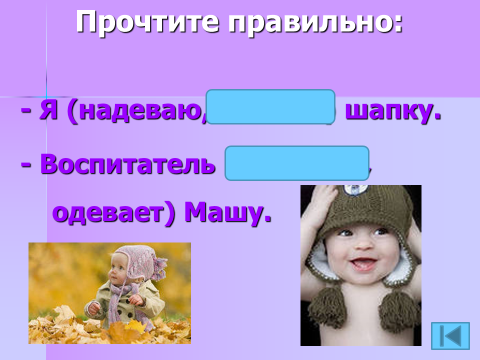 Прочтите правильно:
- Я (надеваю, ) шапку.
- Воспитатель
одевает) Машу.